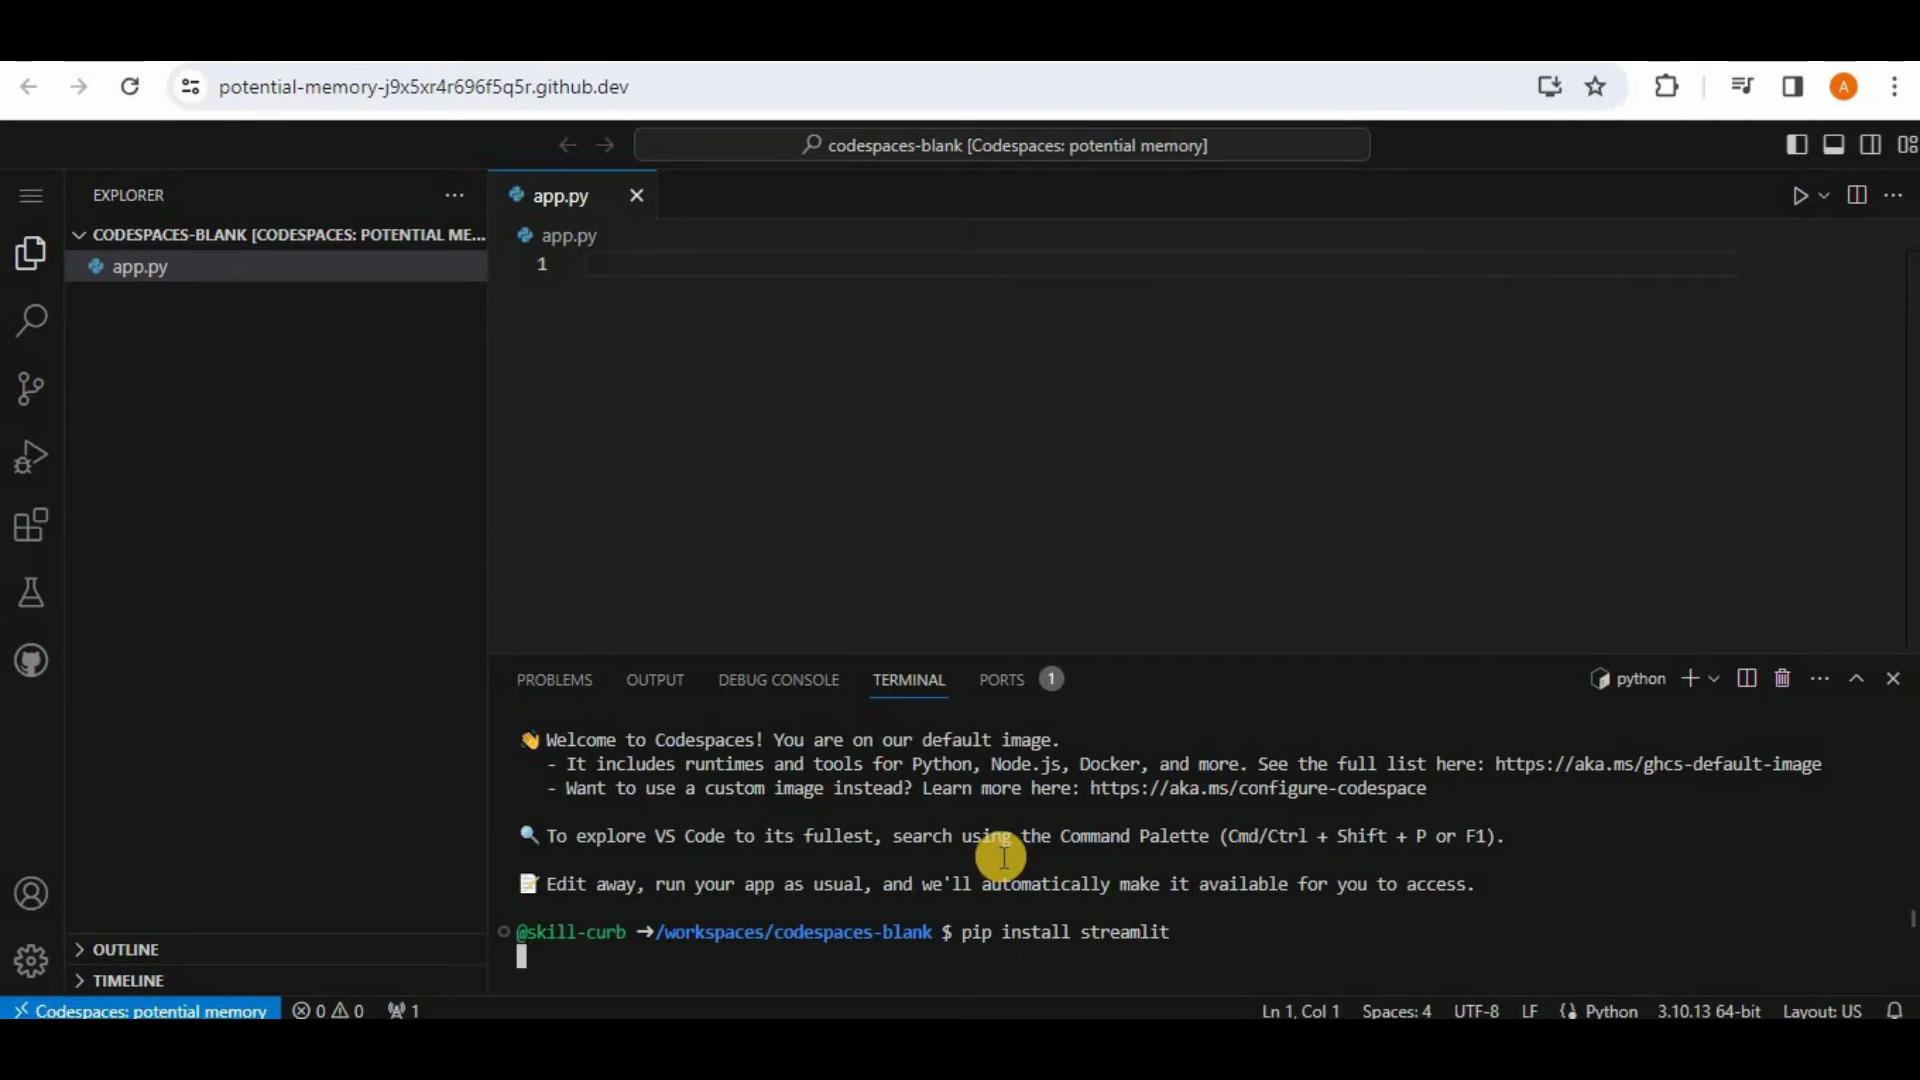 potential-memory-j9x5xr4r696f5q5r.github.dev
A
codespaces-blank [Codespaces: potential memory]
EXPLORER
app.py
CODESPACES-BLANK [CODESPACES: POTENTIAL ME...
app.py
app.py
1
PROBLEMS OUTPUT DEBUG CONSOLE TERMINAL PORTS 1
python
👋 Welcome to Codespaces! You are on our default image.
- It includes runtimes and tools for Python, Node.js, Docker, and more. See the full list here: https://aka.ms/ghcs-default-image
- Want to use a custom image instead? Learn more here: https://aka.ms/configure-codespace
🔍 To explore VS Code to its fullest, search using the Command Palette (Cmd/Ctrl + Shift + P or F1).
📝 Edit away, run your app as usual, and we'll automatically make it available for you to access.
@skill-curb ➜/workspaces/codespaces-blank $ pip install streamlit
OUTLINE
TIMELINE
Codespaces: potential memory 0 0 1 Ln 1, Col 1 Spaces: 4 UTF-8 LF Python 3.10.13 64-bit Layout: US